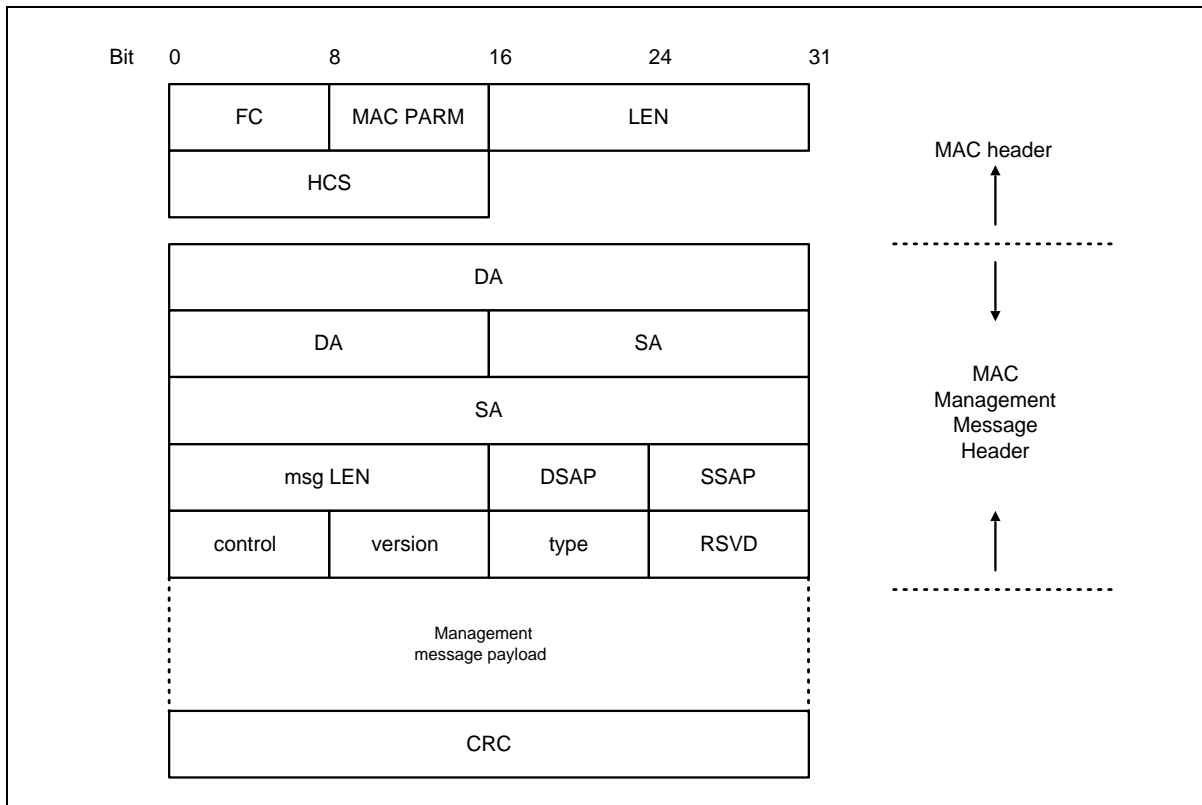 Bit 0 8 16 24 31
FC MAC PARM LEN
HCS
MAC header
DA
DA SA
SA
msg LEN DSAP SSAP
control version type RSVD
MAC
Management
Message
Header
Management
message payload
CRC